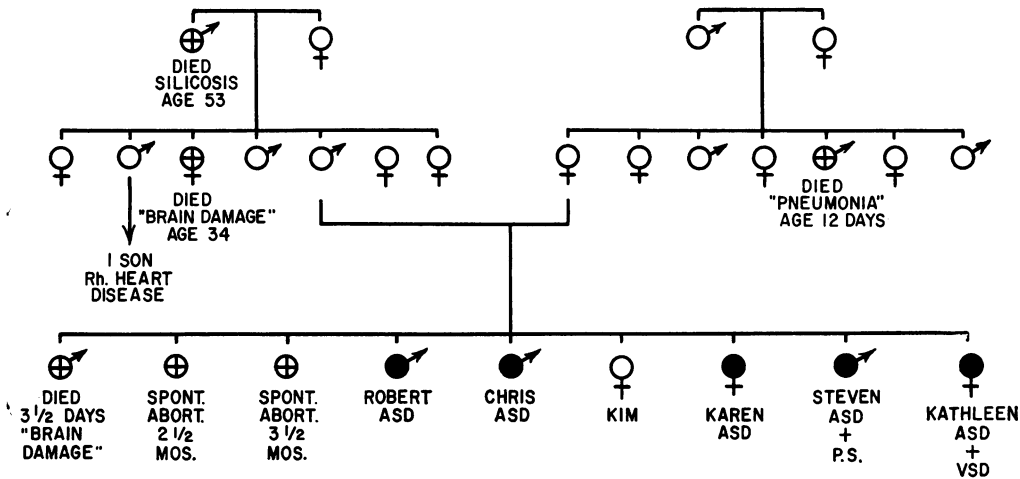 DIED
SILICOSIS
AGE 53
DIED
"BRAIN DAMAGE"
AGE 34
DIED
"PNEUMONIA"
AGE 12 DAYS
1 SON
Rh. HEART
DISEASE
DIED
3 1/2 DAYS
"BRAIN
DAMAGE"
SPONT.
ABORT.
2 1/2
MOS.
SPONT.
ABORT.
3 1/2
MOS.
ROBERT
ASD
CHRIS
ASD
KIM
KAREN
ASD
STEVEN
ASD
+
P.S.
KATHLEEN
ASD
+
VSD